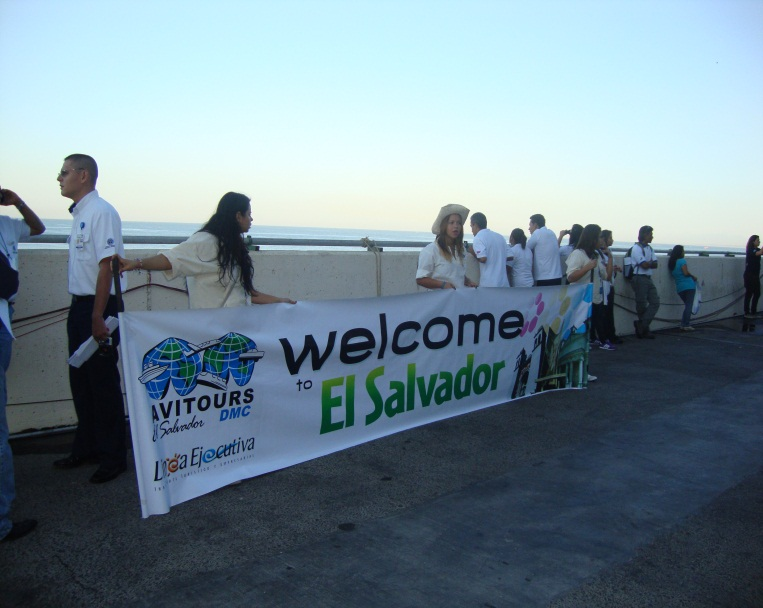 AVITOURS
DMC
El Salvador
Línea Ejecutiva
welcome
to
El Salvador